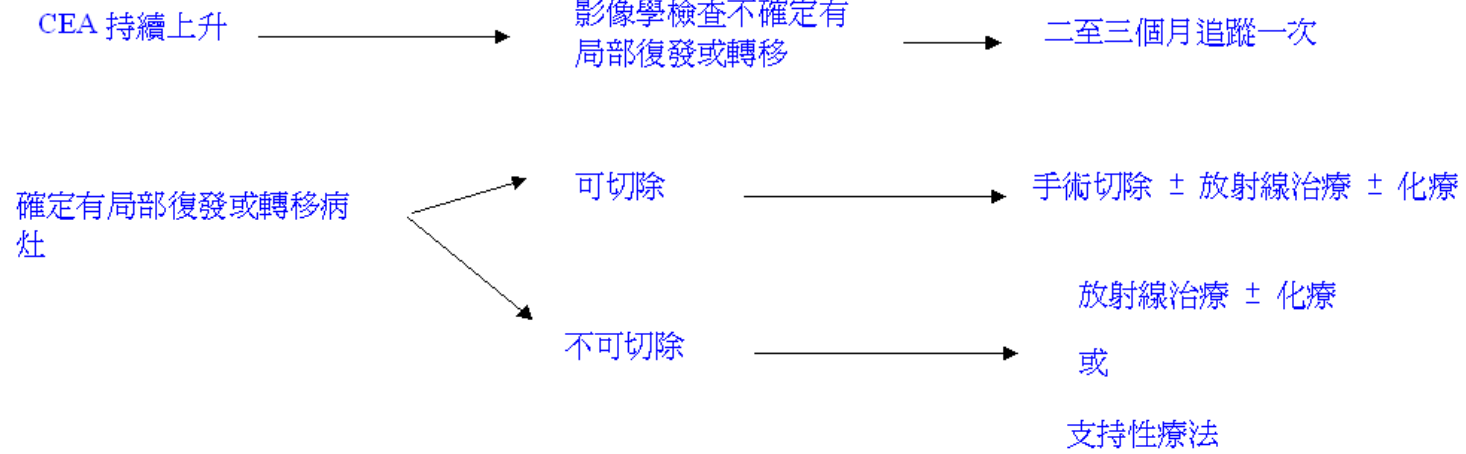 CEA 持續上升
影像學檢查不確定有
局部復發或轉移
二至三個月追蹤一次
確定有局部復發或轉移病
灶
可切除
手術切除 ± 放射線治療 ± 化療
不可切除
放射線治療 ± 化療
或
支持性療法